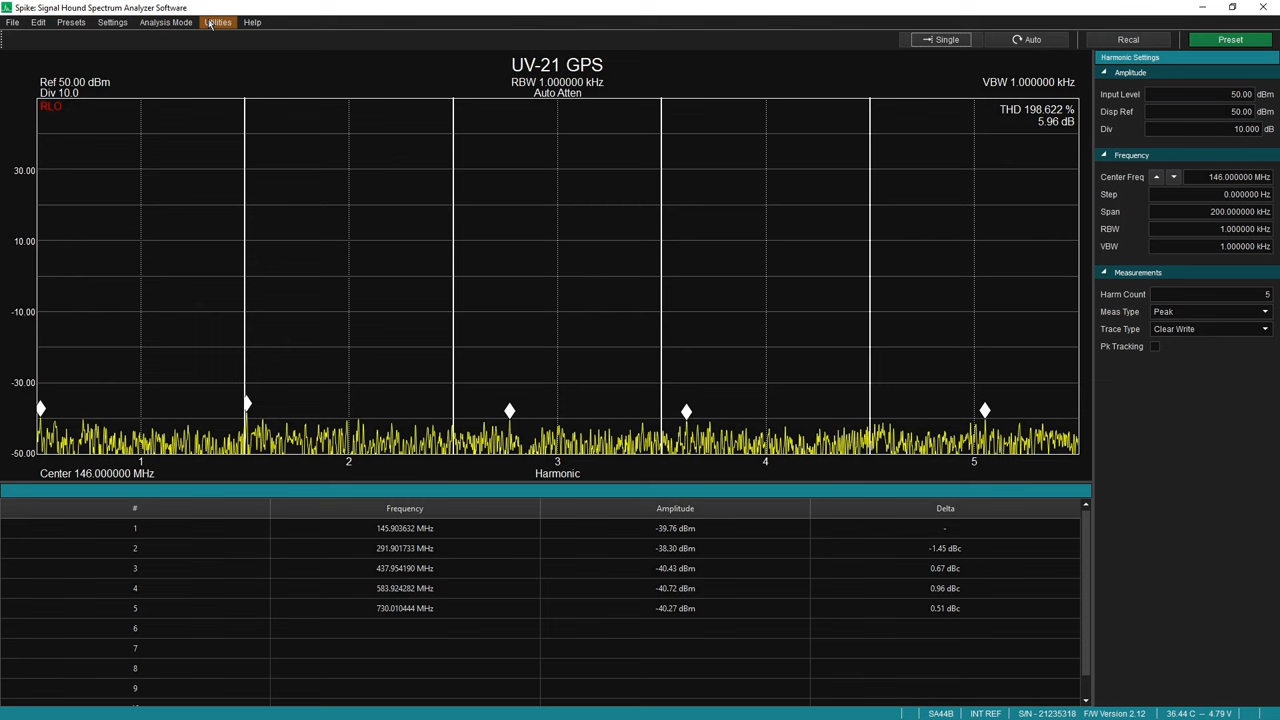 Spike: Signal Hound Spectrum Analyzer Software
File Edit Presets Settings Analysis Mode Utilities Help
Single Auto Recal Preset
UV-21 GPS
Ref 50.00 dBm RBW 1.000000 kHz VBW 1.000000 kHz
Div 10.0 Auto Atten
RLO THD 198.622 %
5.96 dB
30.00
10.00
-10.00
-30.00
-50.00
1 2 3 4 5
Center 146.000000 MHz Harmonic
Harmonic Settings
Amplitude
Input Level 50.00 dBm
Disp Ref 50.00 dBm
Div 10.000 dB
Frequency
Center Freq 146.000000 MHz
Step 0.000000 Hz
Span 200.000000 kHz
RBW 1.000000 kHz
VBW 1.000000 kHz
Measurements
Harm Count 5
Meas Type Peak
Trace Type Clear Write
Pk Tracking
# Frequency Amplitude Delta
1 145.903632 MHz -39.76 dBm -
2 291.901733 MHz -38.30 dBm -1.45 dBc
3 437.954190 MHz -40.43 dBm 0.67 dBc
4 583.924282 MHz -40.72 dBm 0.96 dBc
5 730.010444 MHz -40.27 dBm 0.51 dBc
6
7
8
9
SA44B INT REF S/N - 21235318 F/W Version 2.12 36.44 C - 4.79 V